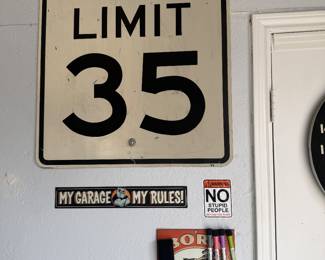 LIMIT
35
MY GARAGE MY RULES!
NO
STUPID
PEOPLE